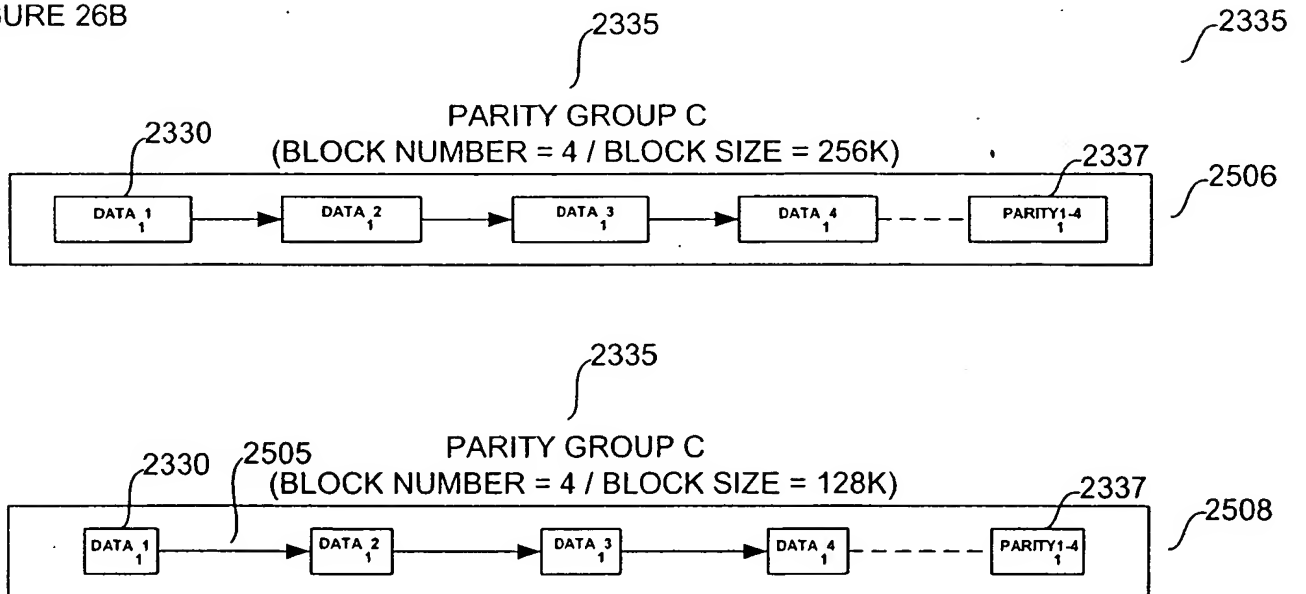 GURE 26B
2335
2335
PARITY GROUP C
2330
(BLOCK NUMBER = 4 / BLOCK SIZE = 256K)
2337
2506
DATA 1 1
DATA 2 1
DATA 3 1
DATA 4 1
PARITY1-4 1
2335
PARITY GROUP C
2330
2505
(BLOCK NUMBER = 4 / BLOCK SIZE = 128K)
2337
2508
DATA 1 1
DATA 2 1
DATA 3 1
DATA 4 1
PARITY1-4 1